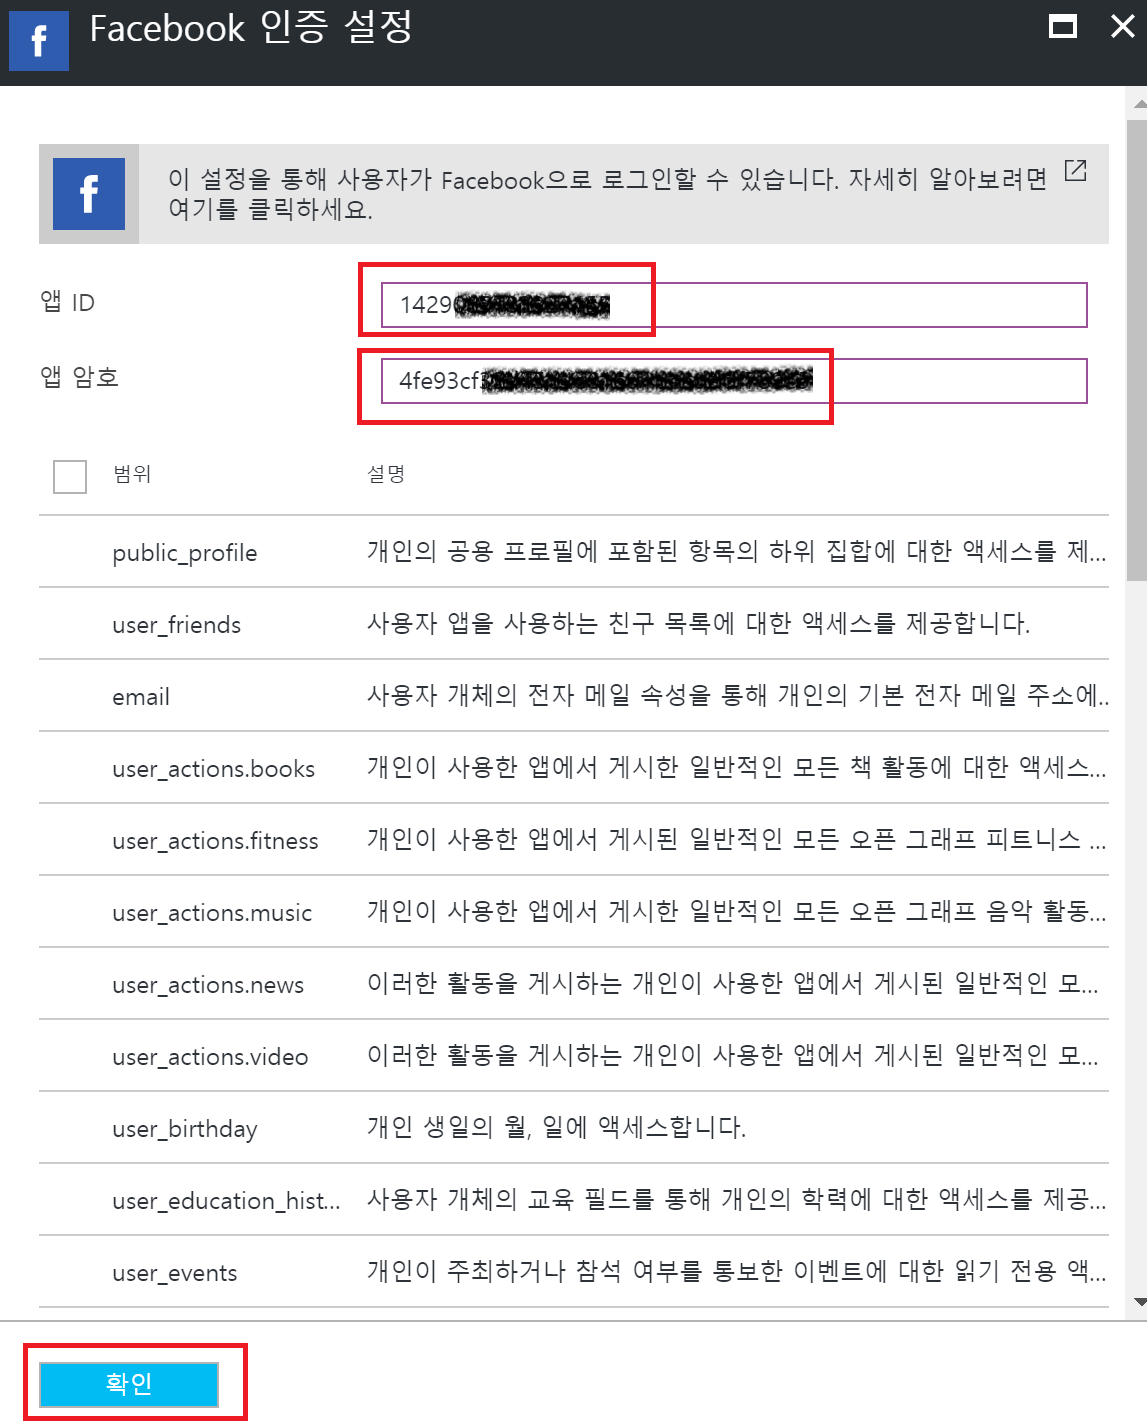 Facebook 인증 설정
이 설정을 통해 사용자가 Facebook으로 로그인할 수 있습니다. 자세히 알아보려면
여기를 클릭하세요.
앱 ID
1429
앱 암호
4fe93cf
범위 설명
public_profile 개인의 공용 프로필에 포함된 항목의 하위 집합에 대한 액세스를 제...
user_friends 사용자 앱을 사용하는 친구 목록에 대한 액세스를 제공합니다.
email 사용자 개체의 전자 메일 속성을 통해 개인의 기본 전자 메일 주소에..
user_actions.books 개인이 사용한 앱에서 게시한 일반적인 모든 책 활동에 대한 액세스...
user_actions.fitness 개인이 사용한 앱에서 게시된 일반적인 모든 오픈 그래프 피트니스 ...
user_actions.music 개인이 사용한 앱에서 게시한 일반적인 모든 오픈 그래프 음악 활동...
user_actions.news 이러한 활동을 게시하는 개인이 사용한 앱에서 게시된 일반적인 모...
user_actions.video 이러한 활동을 게시하는 개인이 사용한 앱에서 게시된 일반적인 모...
user_birthday 개인 생일의 월, 일에 액세스합니다.
user_education_hist... 사용자 개체의 교육 필드를 통해 개인의 학력에 대한 액세스를 제공...
user_events 개인이 주최하거나 참석 여부를 통보한 이벤트에 대한 읽기 전용 액...
확인